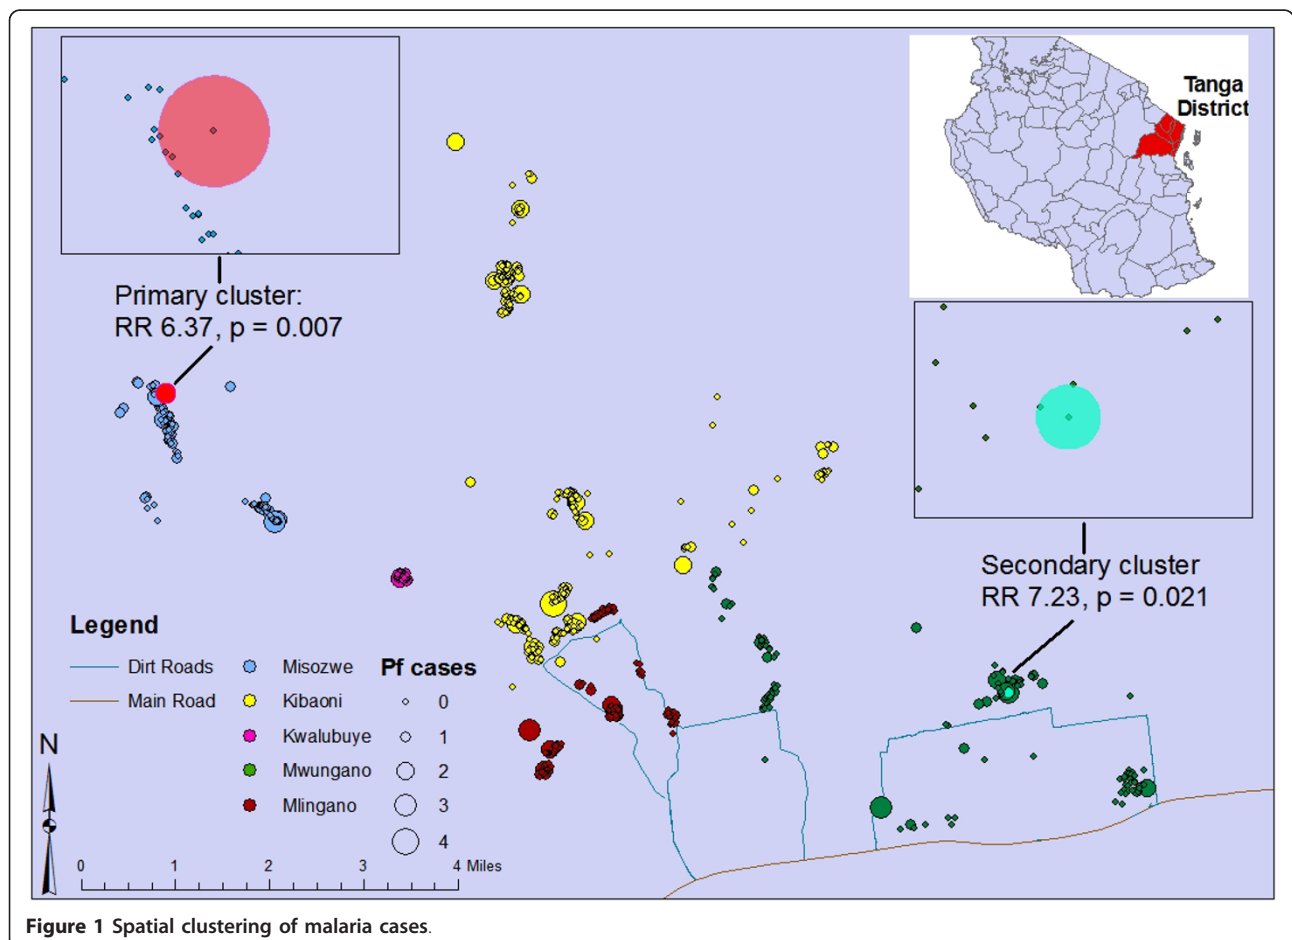 Tanga
District
Primary cluster:
RR 6.37, p = 0.007
Secondary cluster
RR 7.23, p = 0.021
Legend
Dirt Roads
Main Road
Misozwe
Kibaoni
Kwalubuye
Mwungano
Mlingano
Pf cases
0
1
2
3
4
N
0 1 2 3 4 Miles
Figure 1 Spatial clustering of malaria cases.